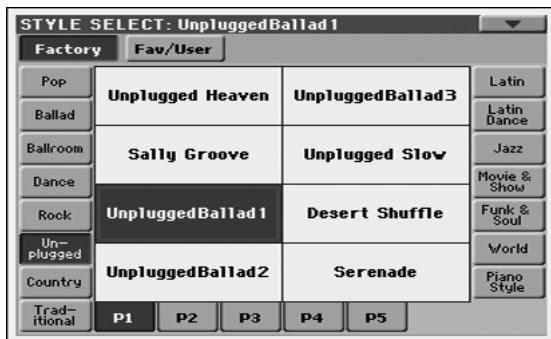 STYLE SELECT: UnpluggedBallad1
Factory Fav/User
Pop
Ballad
Ballroom
Dance
Rock
Un-
plugged
Country
Trad-
itional
Unplugged Heaven UnpluggedBallad3
Sally Groove Unplugged Slow
UnpluggedBallad1 Desert Shuffle
UnpluggedBallad2 Serenade
Latin
Latin
Dance
Jazz
Movie &
Show
Funk &
Soul
World
Piano
Style
P1 P2 P3 P4 P5